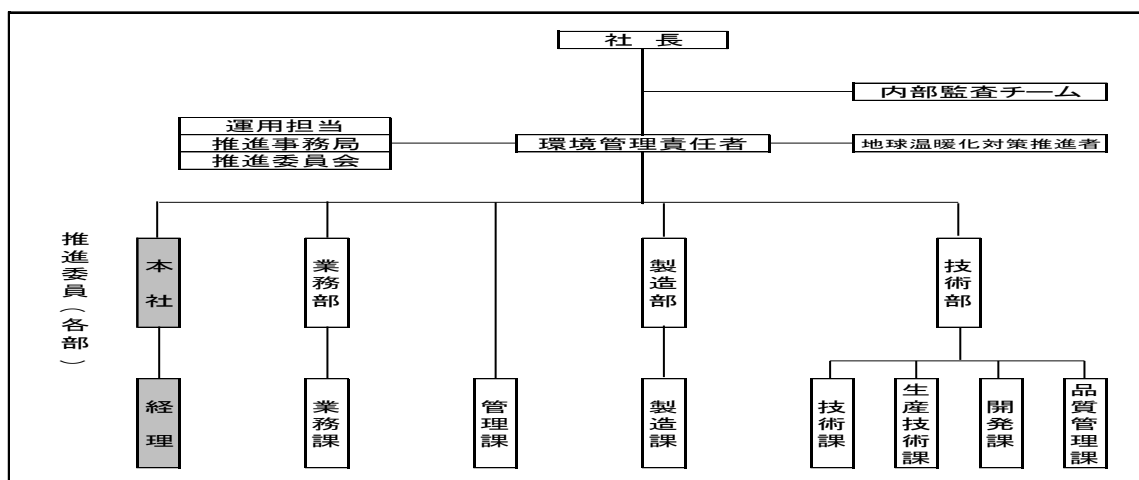 社長
内部監査チーム
運用担当
推進事務局
推進委員会
環境管理責任者
地球温暖化対策推進者
推進委員(各部)
本社
業務部
製造部
技術部
経理
業務課
管理課
製造課
技術課
生産技術課
開発課
品質管理課